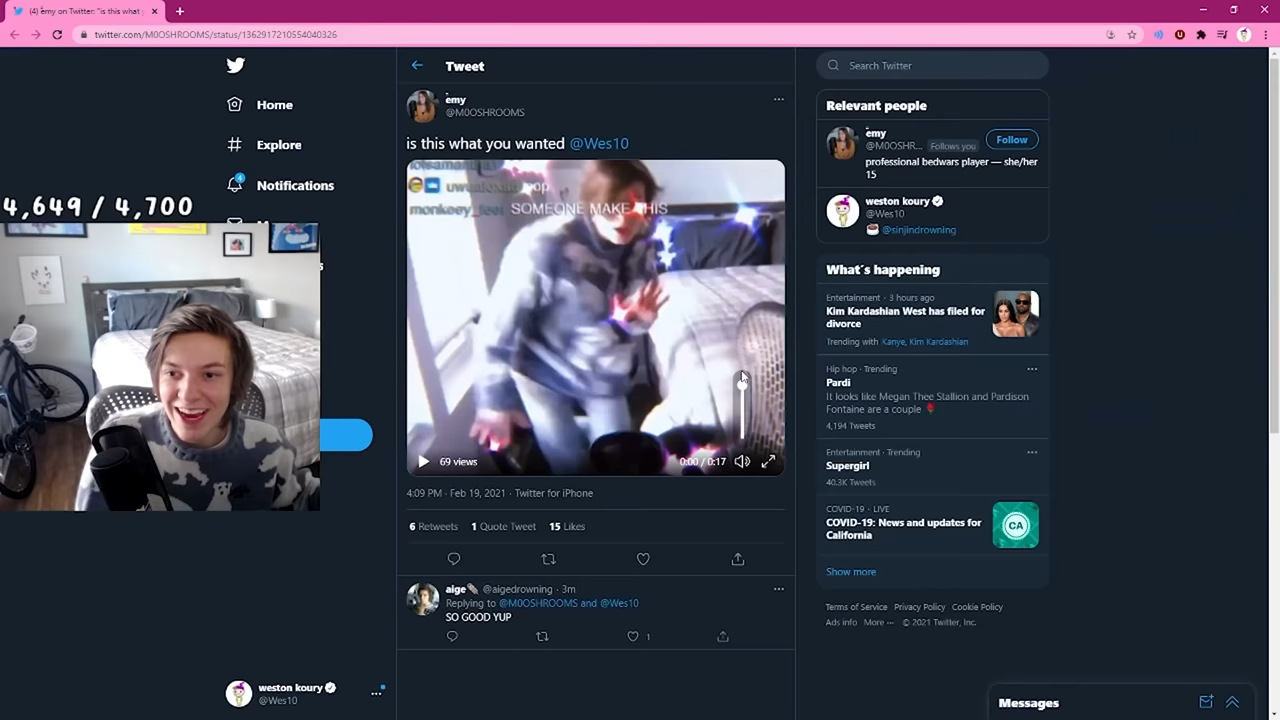 (4) ėmy on Twitter: "is this what y
twitter.com/M0OSHROOMS/status/1362917210554040326
Home
Explore
Notifications
4
4,649 / 4,700
Tweet
ėmy
@M0OSHROOMS
is this what you wanted @Wes10
pop
SOMEONE MAKE THIS
69 views
0:00 / 0:17
4:09 PM · Feb 19, 2021 · Twitter for iPhone
6 Retweets 1 Quote Tweet 15 Likes
aige @aigedrowning · 3m
Replying to @M0OSHROOMS and @Wes10
SO GOOD YUP
1
weston koury
@Wes10
Search Twitter
Relevant people
ėmy
@M0OSHR... Follows you
Follow
professional bedwars player — she/her
15
weston koury
@Wes10
@sinjindrowning
What's happening
Entertainment · 3 hours ago
Kim Kardashian West has filed for
divorce
Trending with Kanye, Kim Kardashian
Hip hop · Trending
Pardi
It looks like Megan Thee Stallion and Pardison
Fontaine are a couple
4,194 Tweets
Entertainment · Trending
Supergirl
40.3K Tweets
COVID-19 · LIVE
COVID-19: News and updates for
California
CA
Show more
Terms of Service Privacy Policy Cookie Policy
Ads info More ··· © 2021 Twitter, Inc.
Messages